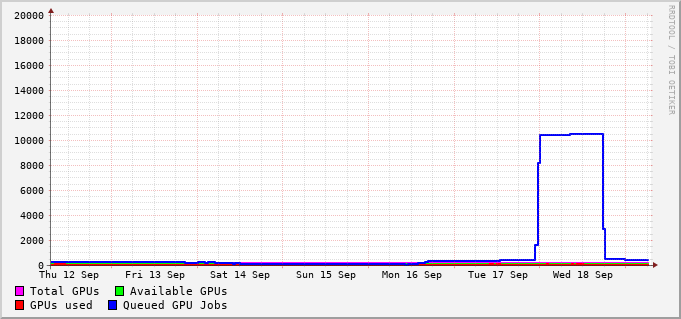 20000
18000
16000
14000
12000
10000
8000
6000
4000
2000
0
Thu 12 Sep Fri 13 Sep Sat 14 Sep Sun 15 Sep Mon 16 Sep Tue 17 Sep Wed 18 Sep
Total GPUs Available GPUs
GPUs used Queued GPU Jobs
RRDTOOL / TOBI OETIKER